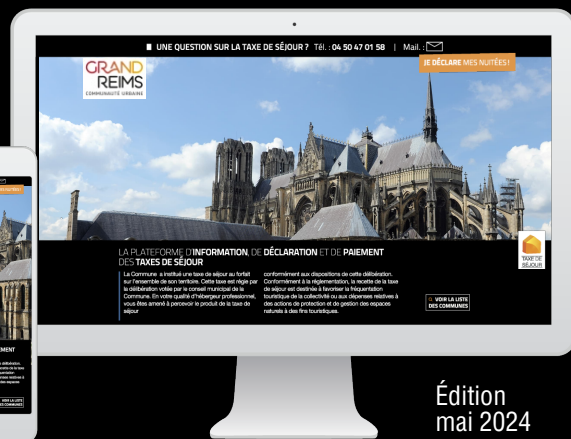 UNE QUESTION SUR LA TAXE DE SÉJOUR ? Tél. : 04 50 47 01 58 | Mail. :
JE DÉCLARE MES NUITÉES !
GRAND
REIMS
COMMUNAUTÉ URBAINE
LA PLATEFORME D'INFORMATION, DE DÉCLARATION ET DE PAIEMENT
DES TAXES DE SÉJOUR
La Commune a institué une taxe de séjour au forfait
sur l'ensemble de son territoire. Cette taxe est régie par
la délibération votée par le conseil municipal de la
Commune. En votre qualité d'hébergeur professionnel,
vous êtes amené à percevoir le produit de la taxe de
séjour
conformément aux dispositions de cette délibération.
Conformément à la réglementation, la recette de la taxe
de séjour est destinée à favoriser la fréquentation
touristique de la collectivité ou aux dépenses relatives à
des actions de protection et de gestion des espaces
naturels à des fins touristiques.
TAXE DE
SÉJOUR
VOIR LA LISTE
DES COMMUNES
Édition
mai 2024